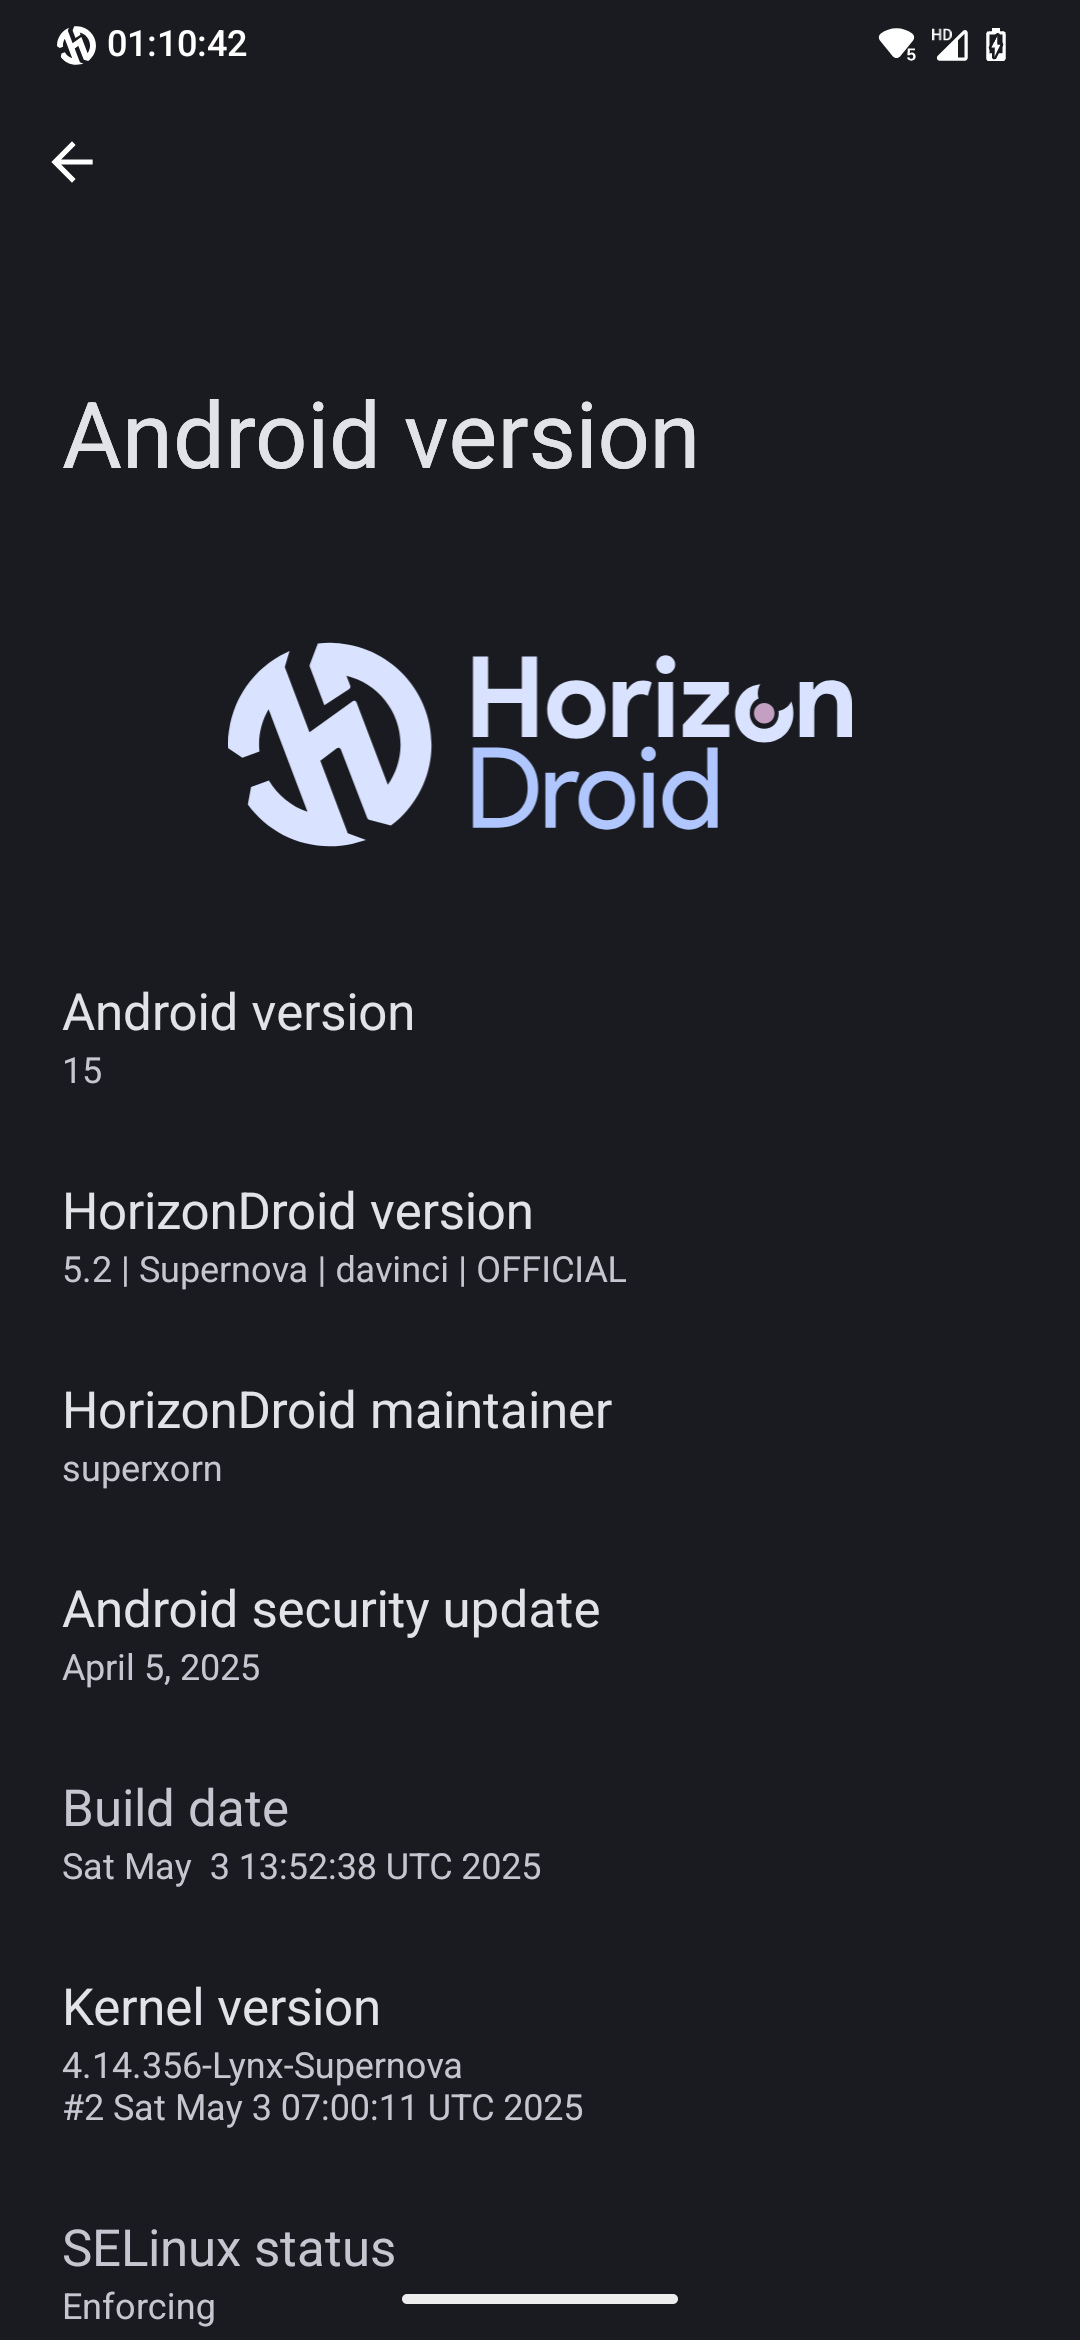 01:10:42
5
HD
Android version
Horizon
Droid
Android version
15
HorizonDroid version
5.2 | Supernova | davinci | OFFICIAL
HorizonDroid maintainer
superxorn
Android security update
April 5, 2025
Build date
Sat May  3 13:52:38 UTC 2025
Kernel version
4.14.356-Lynx-Supernova
#2 Sat May 3 07:00:11 UTC 2025
SELinux status
Enforcing